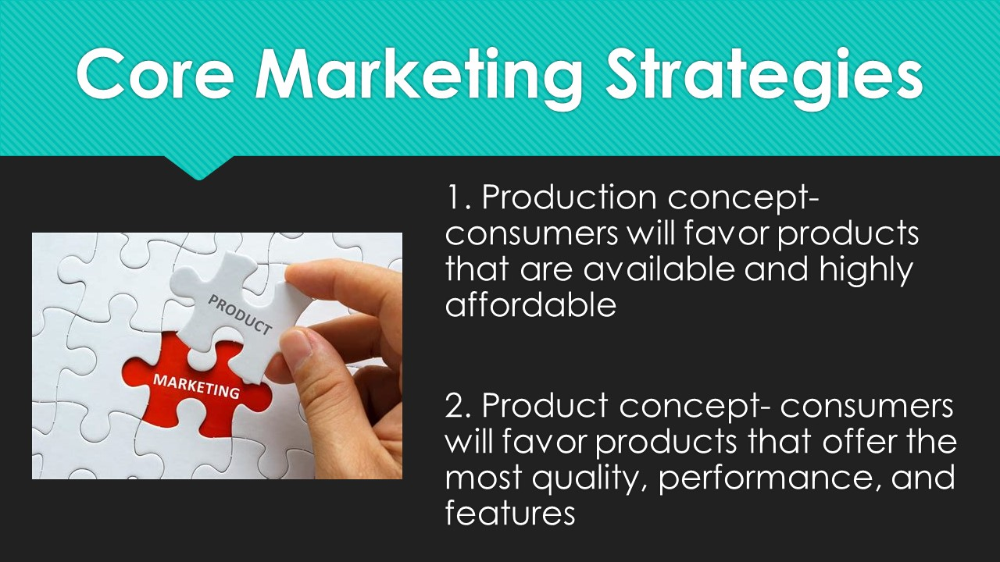 Core Marketing Strategies
PRODUCT
MARKETING
1. Production concept-
consumers will favor products
that are available and highly
affordable
2. Product concept- consumers
will favor products that offer the
most quality, performance, and
features